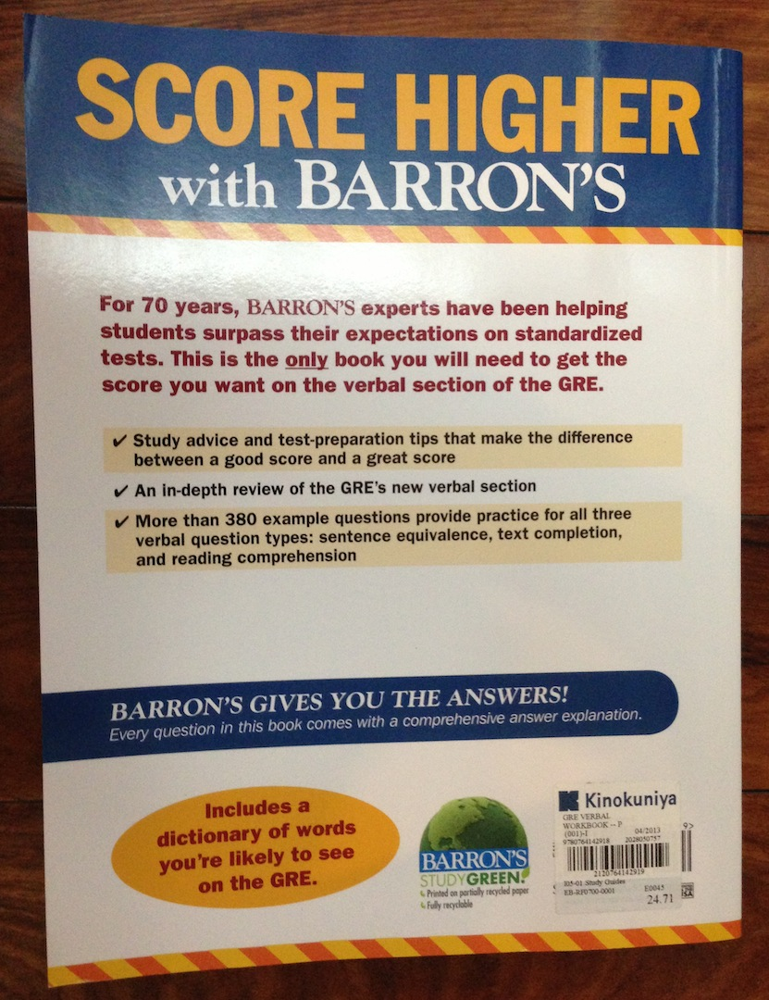 SCORE HIGHER
with BARRON'S
For 70 years, BARRON'S experts have been helping
students surpass their expectations on standardized
tests. This is the only book you will need to get the
score you want on the verbal section of the GRE.
✓ Study advice and test-preparation tips that make the difference
between a good score and a great score
✓ An in-depth review of the GRE's new verbal section
✓ More than 380 example questions provide practice for all three
verbal question types: sentence equivalence, text completion,
and reading comprehension
BARRON'S GIVES YOU THE ANSWERS!
Every question in this book comes with a comprehensive answer explanation.
Includes a
dictionary of words
you're likely to see
on the GRE.
BARRON'S
STUDYGREEN!
Printed on partially recycled paper
Fully recyclable
Kinokuniya
GRE VERBAL
WORKBOOK -- P
(001)-I 04/2013
9780764142918 2028050757
2120764142919
I05-01 Study Guides E0045
EB-RF0700-0001
24.71
9>